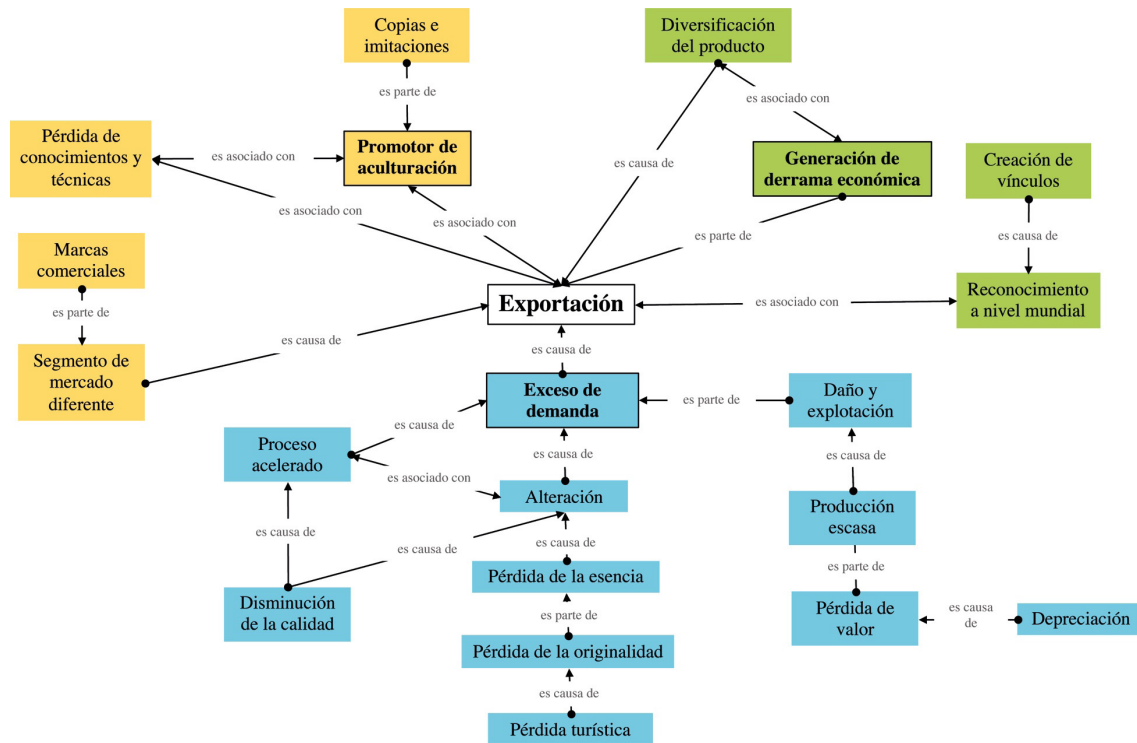 Copias e
imitaciones
Diversificación
del producto
es parte de
es asociado con
Pérdida de
conocimientos y
técnicas
es asociado con
Promotor de
aculturación
es causa de
Generación de
derrama económica
Creación de
vínculos
es asociado con
es asociado con
es parte de
es causa de
Marcas
comerciales
es parte de
Exportación
es asociado con
Reconocimiento
a nivel mundial
es causa de
es causa de
Segmento de
mercado
diferente
Exceso de
demanda
es parte de
Daño y
explotación
es causa de
Proceso
acelerado
es causa de
es causa de
es asociado con
Alteración
Producción
escasa
es causa de
es causa de
es causa de
es parte de
Pérdida de la esencia
Disminución
de la calidad
es parte de
Pérdida de
valor
es causa
de
Depreciación
Pérdida de la originalidad
es causa de
Pérdida turística